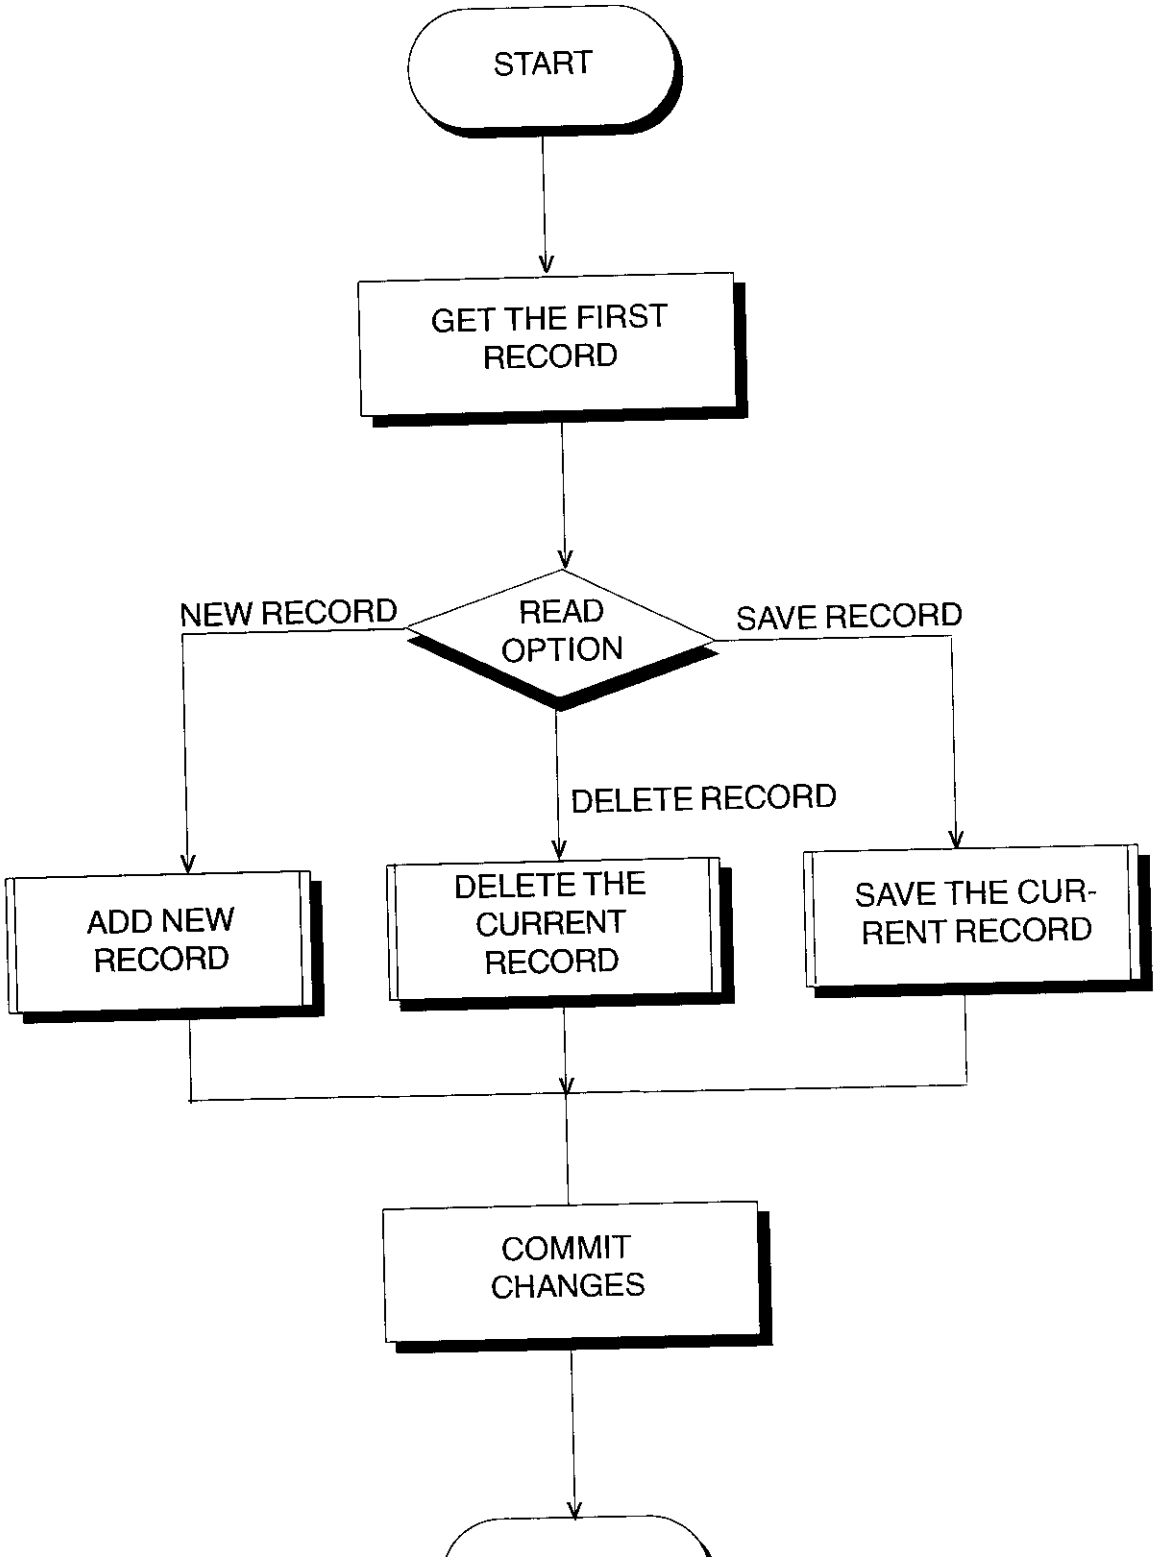 START
GET THE FIRST
RECORD
READ
OPTION
NEW RECORD
SAVE RECORD
DELETE RECORD
ADD NEW
RECORD
DELETE THE
CURRENT
RECORD
SAVE THE CUR-
RENT RECORD
COMMIT
CHANGES